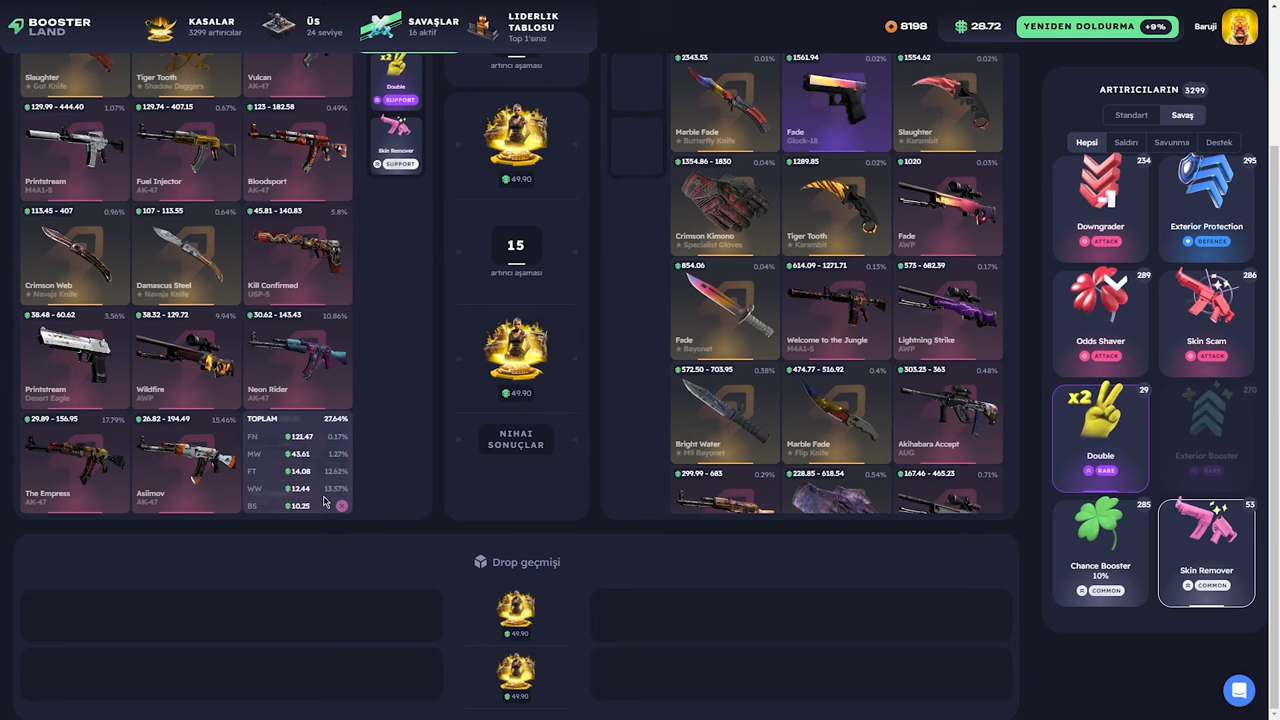 BOOSTER
LAND
KASALAR
3299 artırıcılar
ÜS
24 seviye
SAVAŞLAR
16 aktif
LİDERLİK
TABLOSU
Top 1'sınız
8198
28.72
YENİDEN DOLDURMA +9%
Baruji
Slaughter
★ Gut Knife
Tiger Tooth
★ Shadow Daggers
Vulcan
AK-47
129.99 - 444.40 1.07%
Printstream
M4A1-S
129.74 - 407.15 0.67%
Fuel Injector
AK-47
123 - 182.58 0.49%
Bloodsport
AK-47
113.45 - 407 0.96%
Crimson Web
★ Navaja Knife
107 - 113.55 0.64%
Damascus Steel
★ Navaja Knife
45.81 - 140.83 5.8%
Kill Confirmed
USP-S
38.48 - 60.62 3.56%
Printstream
Desert Eagle
38.32 - 129.72 9.94%
Wildfire
AWP
30.62 - 143.43 10.86%
Neon Rider
AK-47
29.89 - 156.95 17.79%
The Empress
AK-47
26.82 - 194.49 15.46%
Asiimov
AK-47
TOPLAM 27.64%
FN 121.47 0.17%
MW 43.61 1.27%
FT 14.08 12.62%
WW 12.44 13.57%
BS 10.25
x2
Double
SUPPORT
Skin Remover
SUPPORT
artırıcı aşaması
49.90
15
artırıcı aşaması
49.90
NIHAI
SONUÇLAR
2343.53 0.01%
Marble Fade
★ Butterfly Knife
1561.94 0.02%
Fade
Glock-18
1554.62 0.02%
Slaughter
★ Karambit
1354.86 - 1830 0.04%
Crimson Kimono
★ Specialist Gloves
1289.85 0.02%
Tiger Tooth
★ Karambit
1020 0.03%
Fade
AWP
854.06 0.04%
Fade
★ Bayonet
614.09 - 1271.71 0.13%
Welcome to the Jungle
M4A1-S
573 - 682.39 0.17%
Lightning Strike
AWP
572.50 - 703.95 0.38%
Bright Water
★ M9 Bayonet
474.77 - 516.92 0.4%
Marble Fade
★ Flip Knife
303.23 - 363 0.48%
Akihabara Accept
AUG
299.99 - 683 0.29%
228.85 - 618.54 0.54%
167.46 - 465.23 0.71%
ARTIRICILARIN 3299
Standart Savaş
Hepsi Saldırı Savunma Destek
234
Downgrader
ATTACK
295
Exterior Protection
DEFENCE
289
Odds Shaver
ATTACK
286
Skin Scam
ATTACK
x2
29
Double
RARE
270
Exterior Booster
RARE
285
Chance Booster
10%
COMMON
53
Skin Remover
COMMON
Drop geçmişi
49.90
49.90